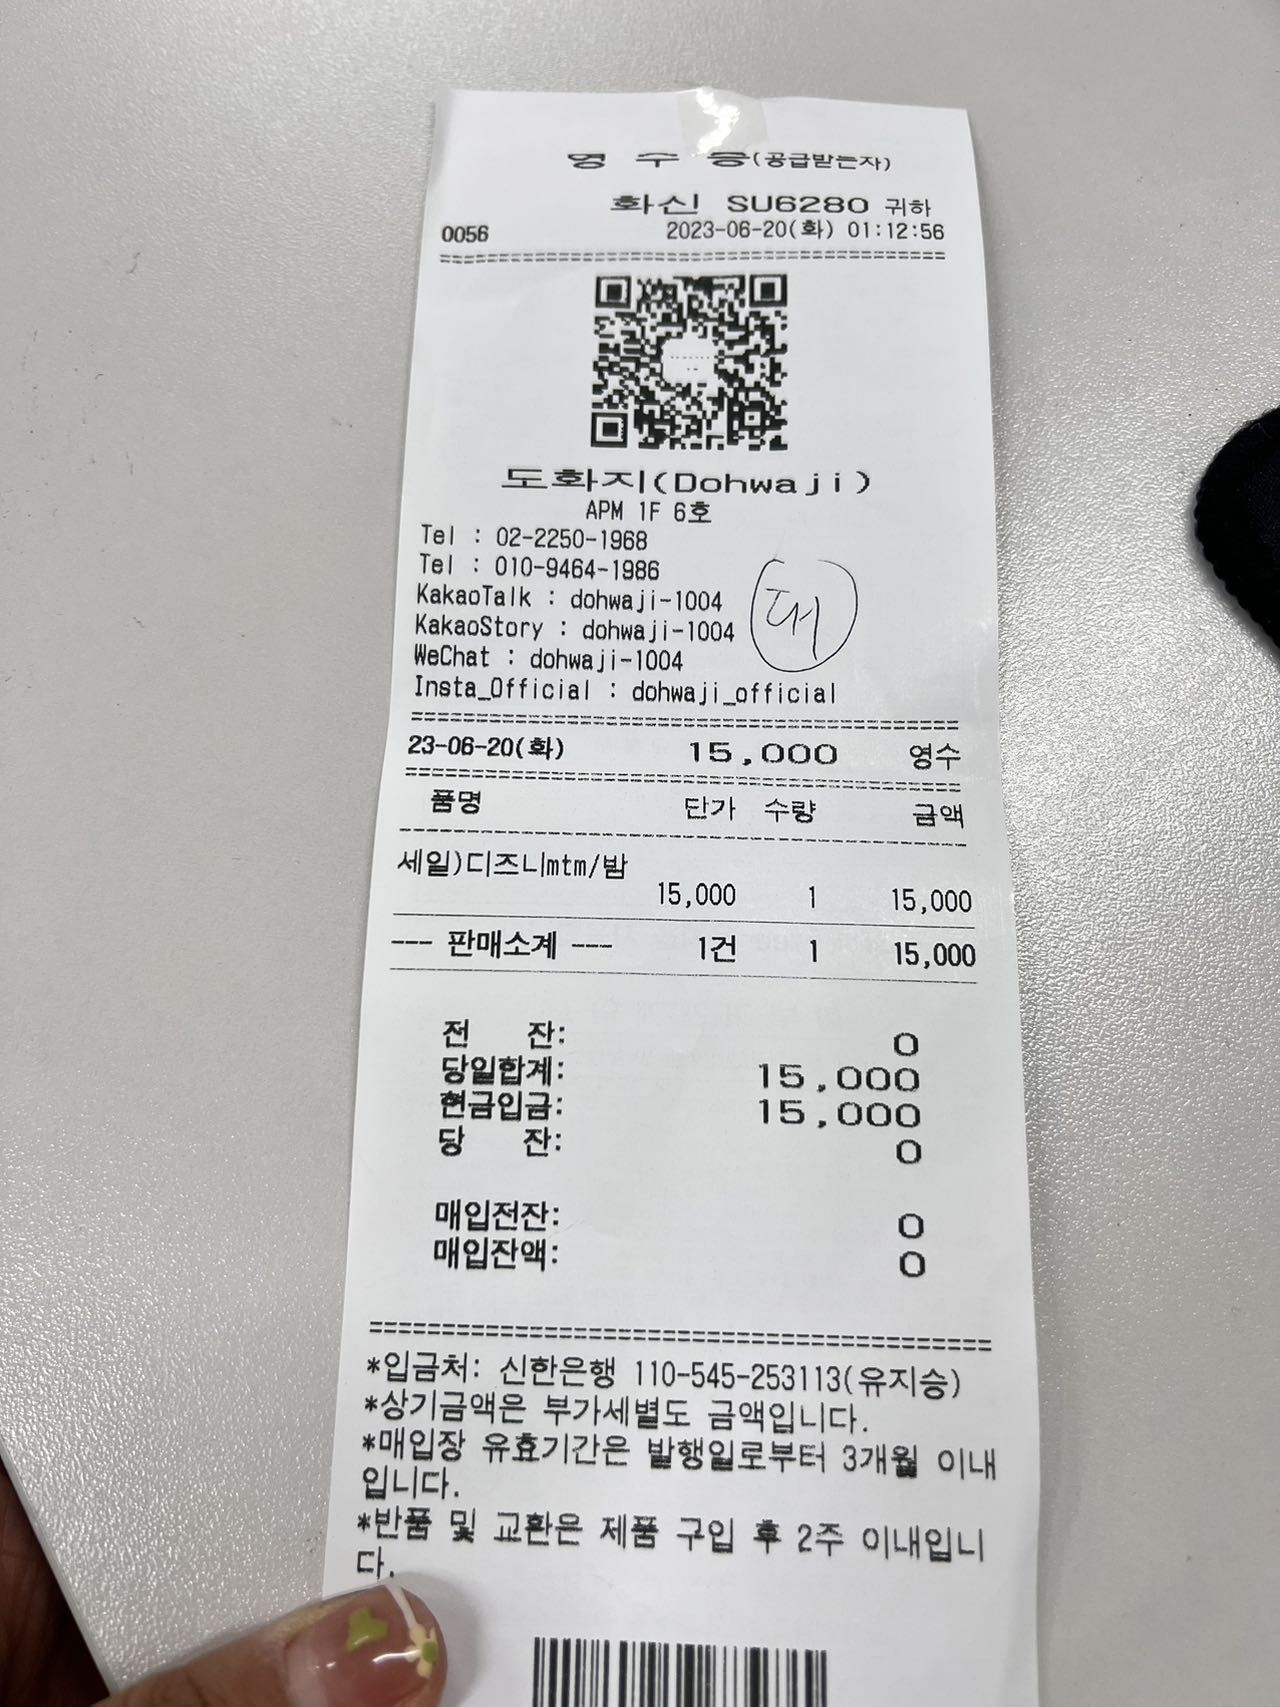 영 수 증(공급받는자)
화신 SU6280 귀하
0056 2023-06-20(화) 01:12:56
도화지(Dohwaji)
APM 1F 6호
Tel : 02-2250-1968
Tel : 010-9464-1986
KakaoTalk : dohwaji-1004
KakaoStory : dohwaji-1004
WeChat : dohwaji-1004
Insta_Official : dohwaji_official
23-06-20(화) 15,000 영수
품명 단가 수량 금액
세일)디즈니mtm/밤
15,000 1 15,000
--- 판매소계 --- 1건 1 15,000
전 잔: 0
당일합계: 15,000
현금입금: 15,000
당 잔: 0
매입전잔: 0
매입잔액: 0
*입금처: 신한은행 110-545-253113(유지승)
*상기금액은 부가세별도 금액입니다.
*매입장 유효기간은 발행일로부터 3개월 이내
입니다.
*반품 및 교환은 제품 구입 후 2주 이내입니
다.